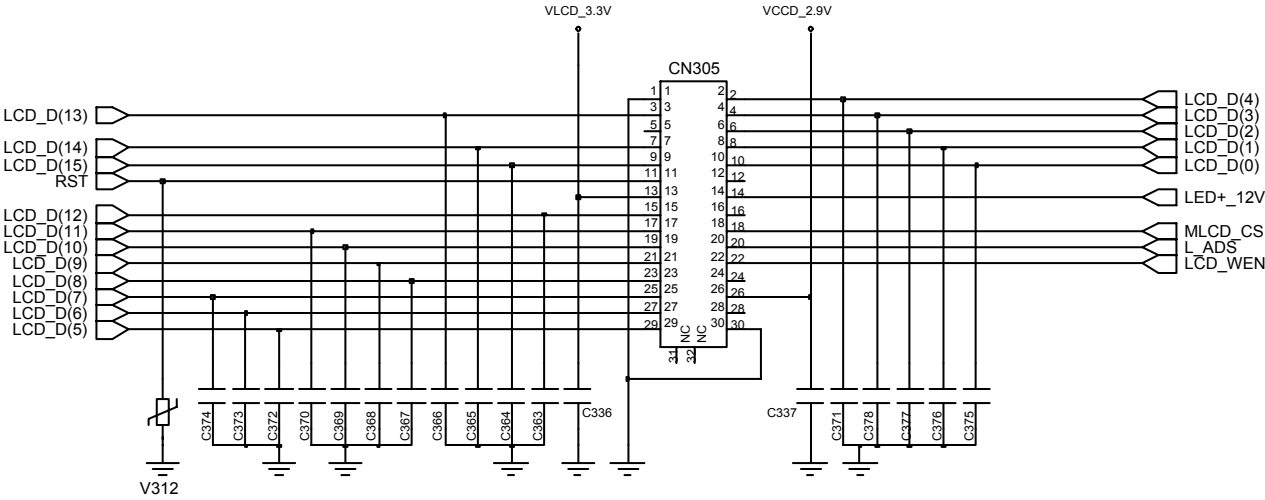 VLCD_3.3V
VCCD_2.9V
CN305
LCD_D(13)
LCD_D(14)
LCD_D(15)
RST
LCD_D(12)
LCD_D(11)
LCD_D(10)
LCD_D(9)
LCD_D(8)
LCD_D(7)
LCD_D(6)
LCD_D(5)
1 1 2 2
3 3 4 4
5 5 6 6
7 7 8 8
9 9 10 10
11 11 12 12
13 13 14 14
15 15 16 16
17 17 18 18
19 19 20 20
21 21 22 22
23 23 24 24
25 25 26 26
27 27 28 28
29 29 30 30
NC NC
31 32
LCD_D(4)
LCD_D(3)
LCD_D(2)
LCD_D(1)
LCD_D(0)
LED+_12V
MLCD_CS
L_ADS
LCD_WEN
C374
C373
C372
C370
C369
C368
C367
C366
C365
C364
C363
C336
C337
C371
C378
C377
C376
C375
V312